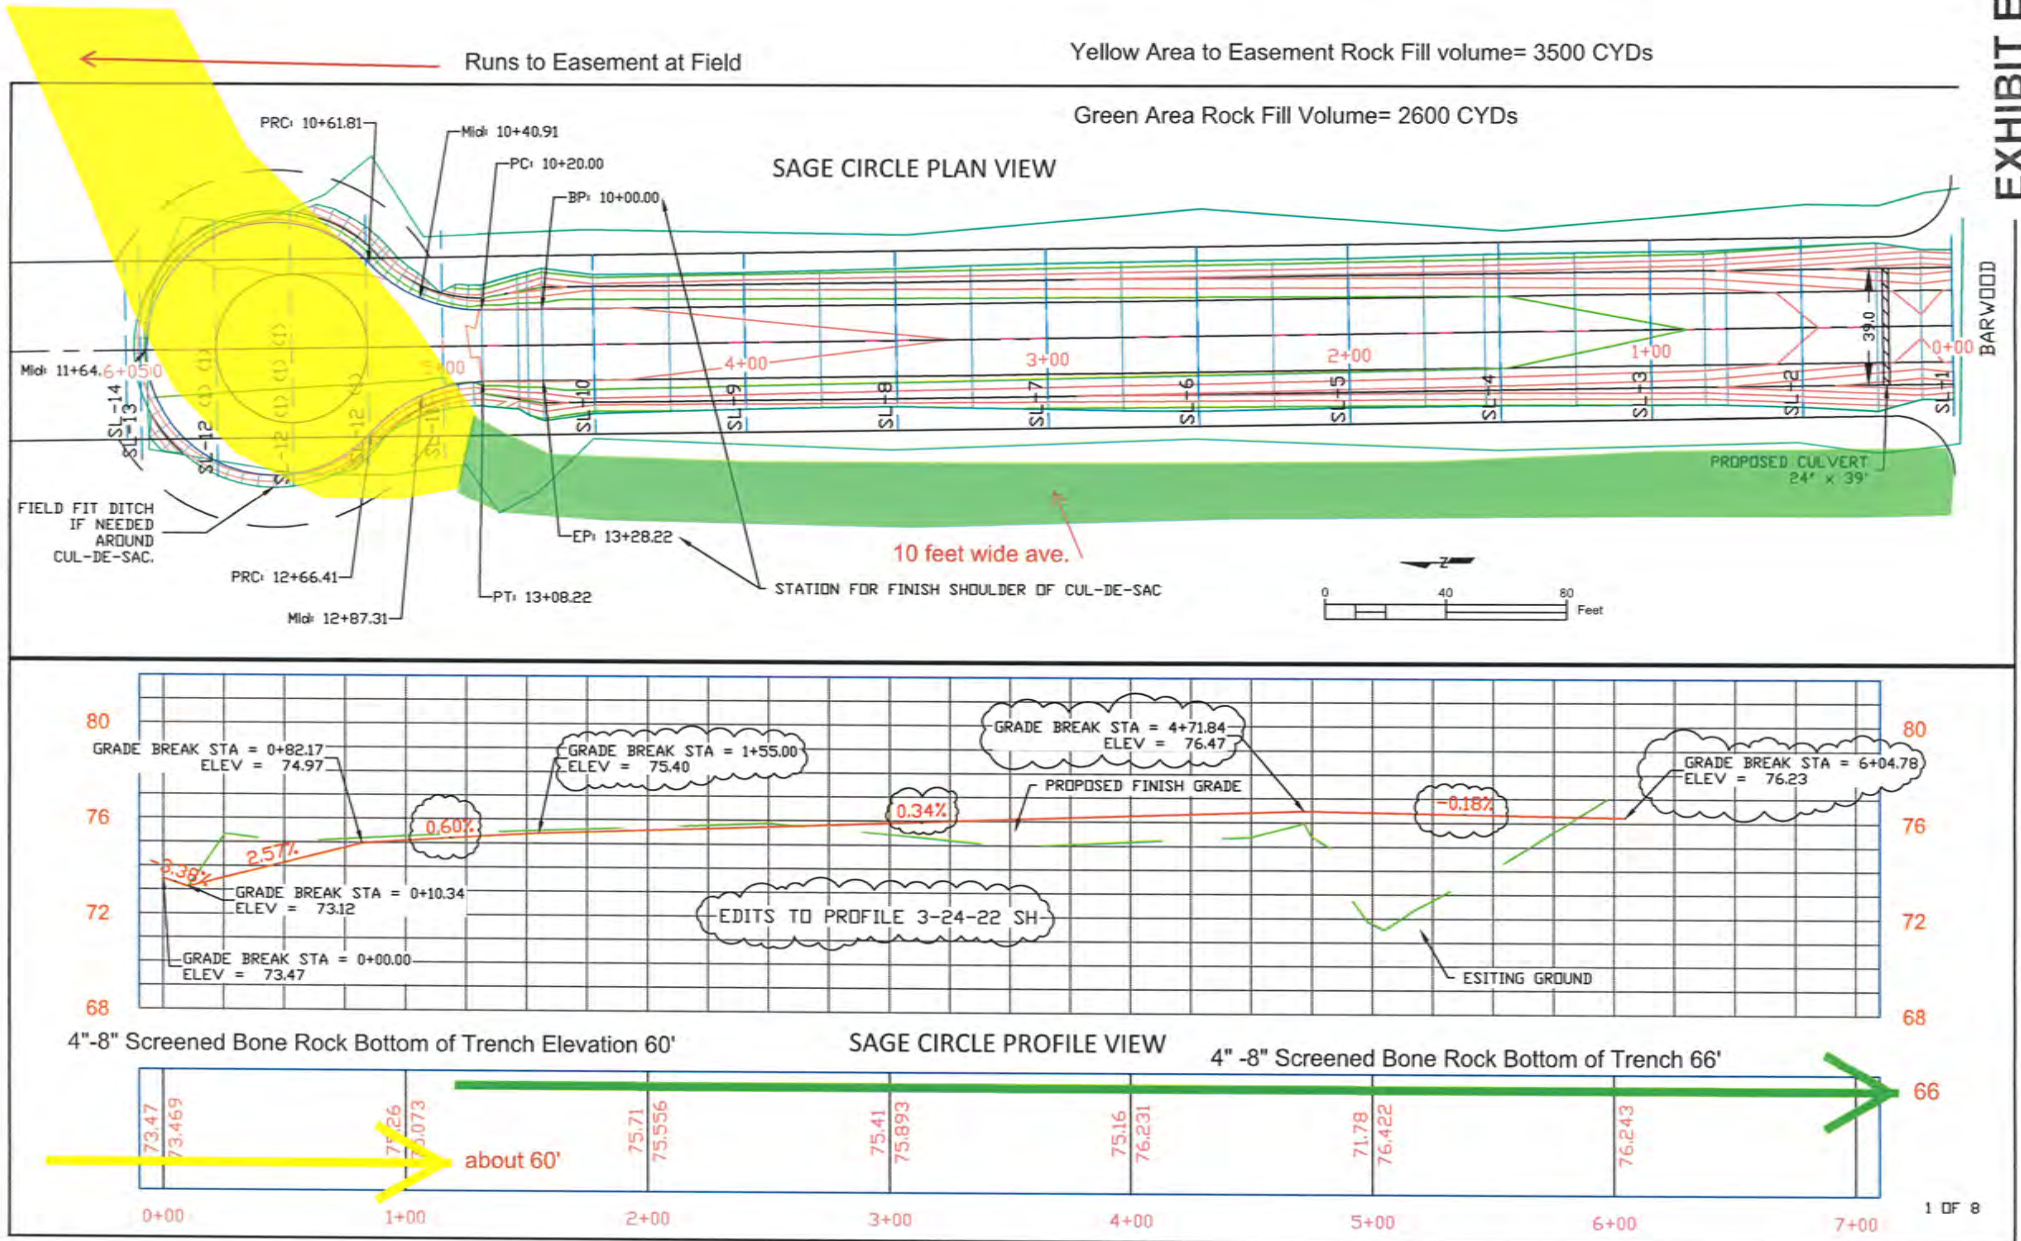 EXHIBIT
Runs to Easement at Field
Yellow Area to Easement Rock Fill volume= 3500 CYDs
Green Area Rock Fill Volume= 2600 CYDs
SAGE CIRCLE PLAN VIEW
PRC: 10+61.81
Mid: 10+40.91
PC: 10+20.00
BP: 10+00.00
BARWOOD
39.0
Mid: 11+64.
6+05
4+00
3+00
2+00
1+00
0+00
SL-14
SL-13
SL-12 (1) (1)
SL-12 (1) (1) (1)
SL-12 (6)
SL-10
SL-9
SL-8
SL-7
SL-6
SL-5
SL-4
SL-3
SL-2
SL-1
PROPOSED CULVERT
24" x 39'
FIELD FIT DITCH
IF NEEDED
AROUND
CUL-DE-SAC.
PRC: 12+66.41
Mid: 12+87.31
PT: 13+08.22
EP: 13+28.22
10 feet wide ave.
STATION FOR FINISH SHOULDER OF CUL-DE-SAC
Z
0 40 80
Feet
80
76
72
68
GRADE BREAK STA = 0+82.17
ELEV = 74.97
GRADE BREAK STA = 1+55.00
ELEV = 75.40
GRADE BREAK STA = 4+71.84
ELEV = 76.47
PROPOSED FINISH GRADE
GRADE BREAK STA = 6+04.78
ELEV = 76.23
-3.38%
2.57%
0.60%
0.34%
-0.18%
GRADE BREAK STA = 0+10.34
ELEV = 73.12
GRADE BREAK STA = 0+00.00
ELEV = 73.47
EDITS TO PROFILE 3-24-22 SH
ESITING GROUND
80
76
72
68
4"-8" Screened Bone Rock Bottom of Trench Elevation 60'
SAGE CIRCLE PROFILE VIEW
4" -8" Screened Bone Rock Bottom of Trench 66'
66
73.47
73.469
75.71
75.556
75.41
75.893
75.16
76.231
71.78
76.422
76.243
about 60'
0+00 1+00 2+00 3+00 4+00 5+00 6+00 7+00
1 OF 8